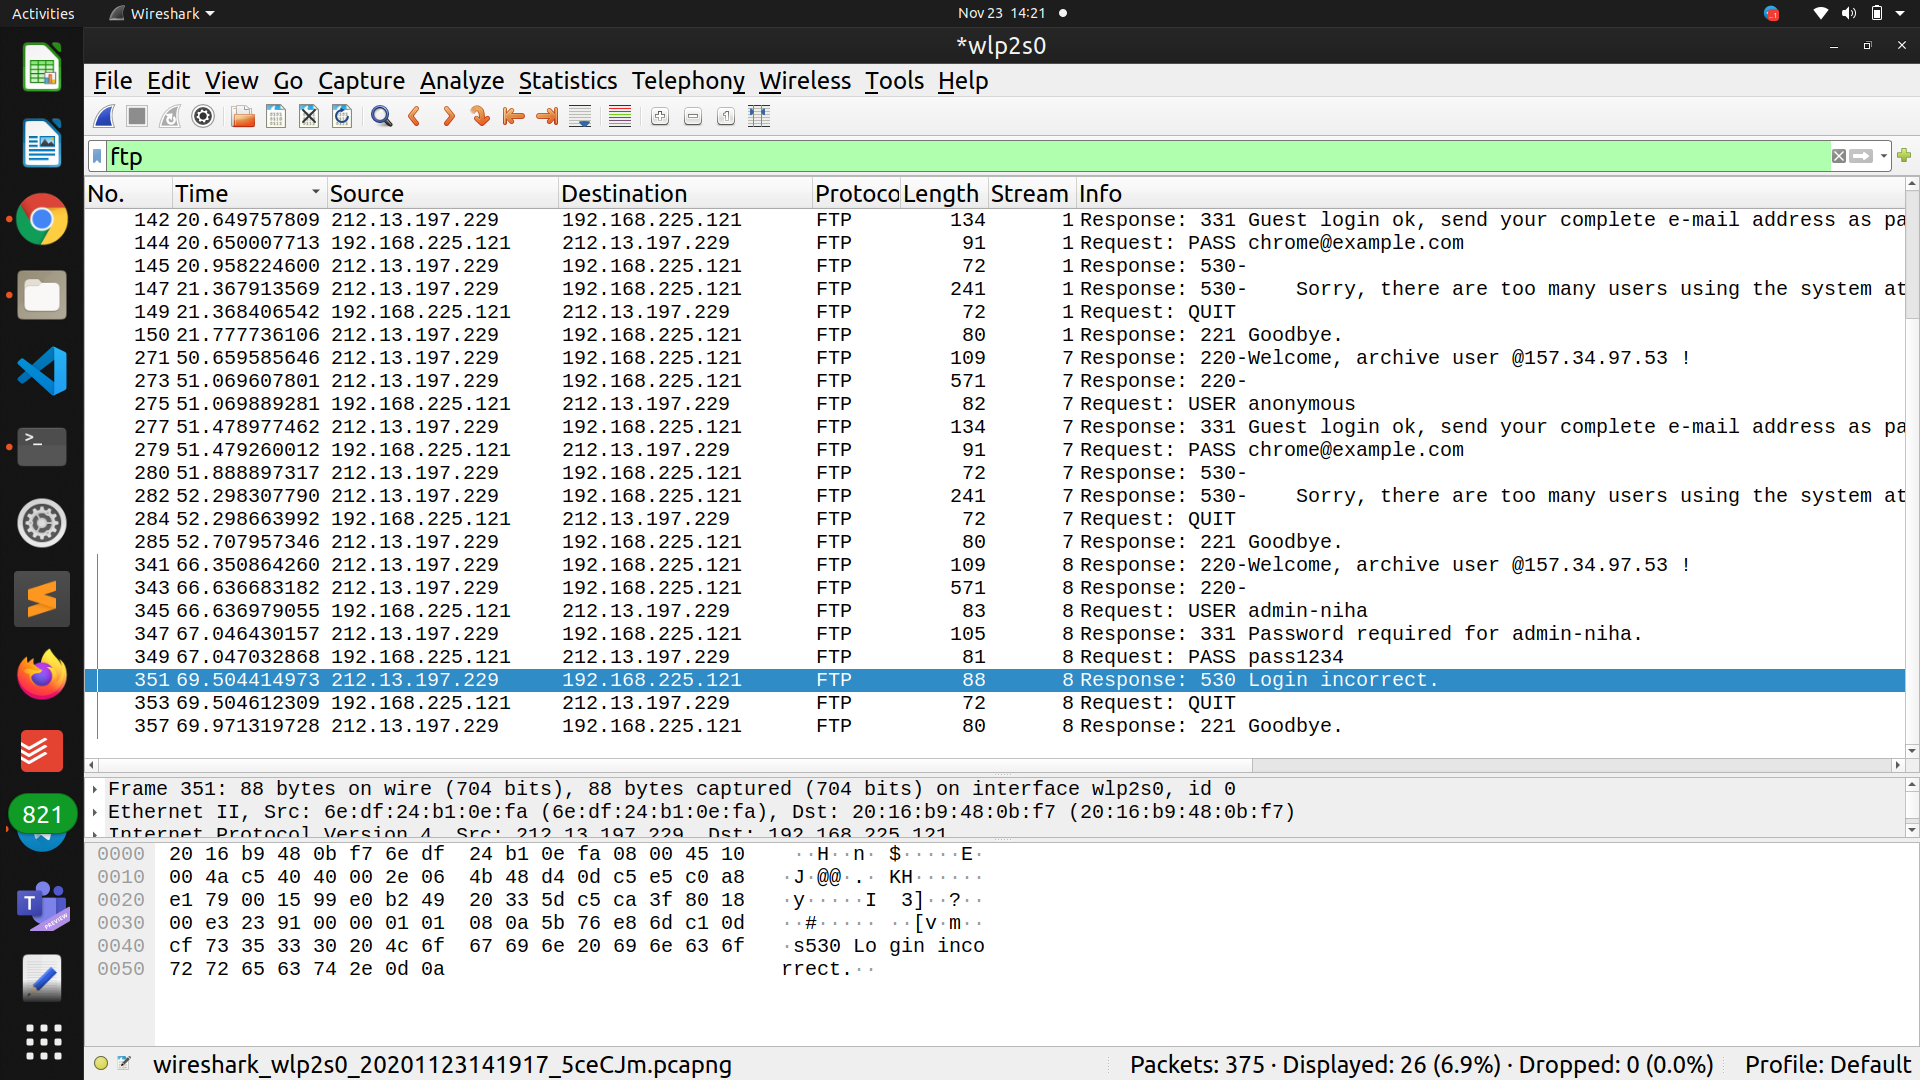 Activities Wireshark Nov 23 14:21
*wlp2s0
File Edit View Go Capture Analyze Statistics Telephony Wireless Tools Help
ftp
No. Time Source Destination Protoco Length Stream Info
142 20.649757809 212.13.197.229 192.168.225.121 FTP 134 1 Response: 331 Guest login ok, send your complete e-mail address as pa
144 20.650007713 192.168.225.121 212.13.197.229 FTP 91 1 Request: PASS chrome@example.com
145 20.958224600 212.13.197.229 192.168.225.121 FTP 72 1 Response: 530-
147 21.367913569 212.13.197.229 192.168.225.121 FTP 241 1 Response: 530-    Sorry, there are too many users using the system at
149 21.368406542 192.168.225.121 212.13.197.229 FTP 72 1 Request: QUIT
150 21.777736106 212.13.197.229 192.168.225.121 FTP 80 1 Response: 221 Goodbye.
271 50.659585646 212.13.197.229 192.168.225.121 FTP 109 7 Response: 220-Welcome, archive user @157.34.97.53 !
273 51.069607801 212.13.197.229 192.168.225.121 FTP 571 7 Response: 220-
275 51.069889281 192.168.225.121 212.13.197.229 FTP 82 7 Request: USER anonymous
277 51.478977462 212.13.197.229 192.168.225.121 FTP 134 7 Response: 331 Guest login ok, send your complete e-mail address as pa
279 51.479260012 192.168.225.121 212.13.197.229 FTP 91 7 Request: PASS chrome@example.com
280 51.888897317 212.13.197.229 192.168.225.121 FTP 72 7 Response: 530-
282 52.298307790 212.13.197.229 192.168.225.121 FTP 241 7 Response: 530-    Sorry, there are too many users using the system at
284 52.298663992 192.168.225.121 212.13.197.229 FTP 72 7 Request: QUIT
285 52.707957346 212.13.197.229 192.168.225.121 FTP 80 7 Response: 221 Goodbye.
341 66.350864260 212.13.197.229 192.168.225.121 FTP 109 8 Response: 220-Welcome, archive user @157.34.97.53 !
343 66.636683182 212.13.197.229 192.168.225.121 FTP 571 8 Response: 220-
345 66.636979055 192.168.225.121 212.13.197.229 FTP 83 8 Request: USER admin-niha
347 67.046430157 212.13.197.229 192.168.225.121 FTP 105 8 Response: 331 Password required for admin-niha.
349 67.047032868 192.168.225.121 212.13.197.229 FTP 81 8 Request: PASS pass1234
351 69.504414973 212.13.197.229 192.168.225.121 FTP 88 8 Response: 530 Login incorrect.
353 69.504612309 192.168.225.121 212.13.197.229 FTP 72 8 Request: QUIT
357 69.971319728 212.13.197.229 192.168.225.121 FTP 80 8 Response: 221 Goodbye.
Frame 351: 88 bytes on wire (704 bits), 88 bytes captured (704 bits) on interface wlp2s0, id 0
Ethernet II, Src: 6e:df:24:b1:0e:fa (6e:df:24:b1:0e:fa), Dst: 20:16:b9:48:0b:f7 (20:16:b9:48:0b:f7)
Internet Protocol Version 4, Src: 212.13.197.229, Dst: 192.168.225.121
821
0000 20 16 b9 48 0b f7 6e df 24 b1 0e fa 08 00 45 10 ··H··n· $·····E·
0010 00 4a c5 40 40 00 2e 06 4b 48 d4 0d c5 e5 c0 a8 ·J·@@·.· KH······
0020 e1 79 00 15 99 e0 b2 49 20 33 5d c5 ca 3f 80 18 ·y·····I 3]··?··
0030 00 e3 23 91 00 00 01 01 08 0a 5b 76 e8 6d c1 0d ··#····· ··[v·m··
0040 cf 73 35 33 30 20 4c 6f 67 69 6e 20 69 6e 63 6f ·s530 Lo gin inco
0050 72 72 65 63 74 2e 0d 0a rrect.··
T
PREVIEW
wireshark_wlp2s0_20201123141917_5ceCJm.pcapng Packets: 375 · Displayed: 26 (6.9%) · Dropped: 0 (0.0%) Profile: Default